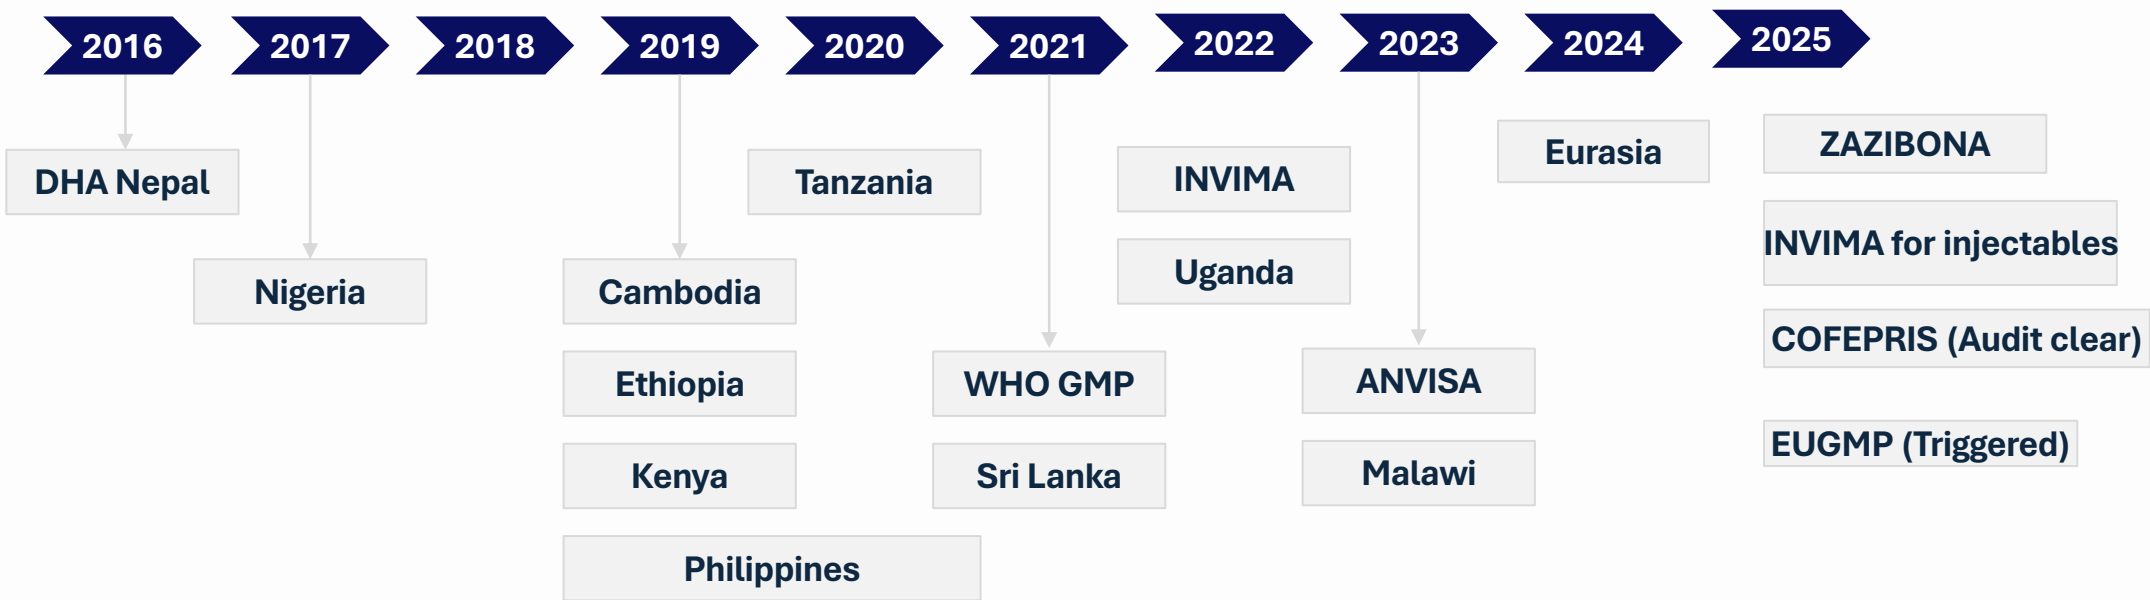 2016
2017
2018
2019
2020
2021
2022
2023
2024
2025
DHA Nepal
Nigeria
Cambodia
Ethiopia
Kenya
Philippines
Tanzania
WHO GMP
Sri Lanka
INVIMA
Uganda
ANVISA
Malawi
Eurasia
ZAZIBONA
INVIMA for injectables
COFEPRIS (Audit clear)
EUGMP (Triggered)